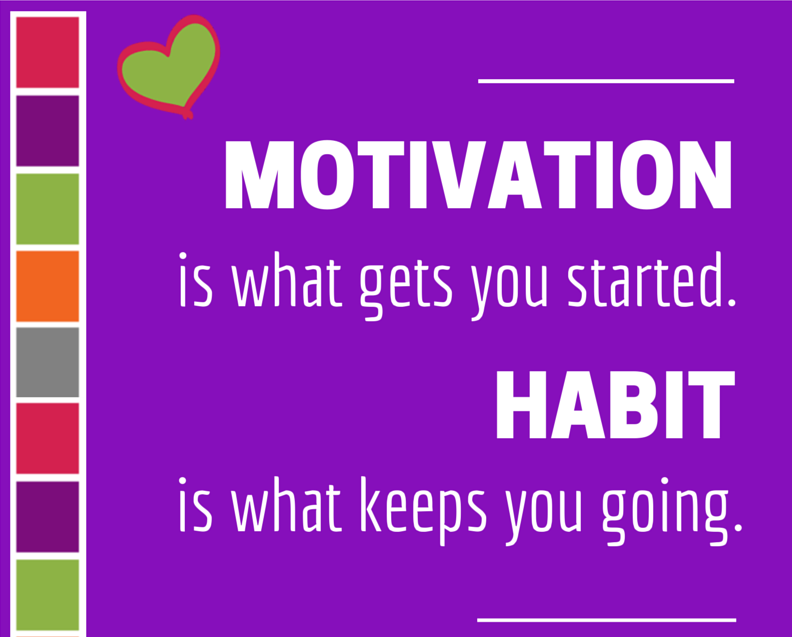 MOTIVATION
is what gets you started.
HABIT
is what keeps you going.